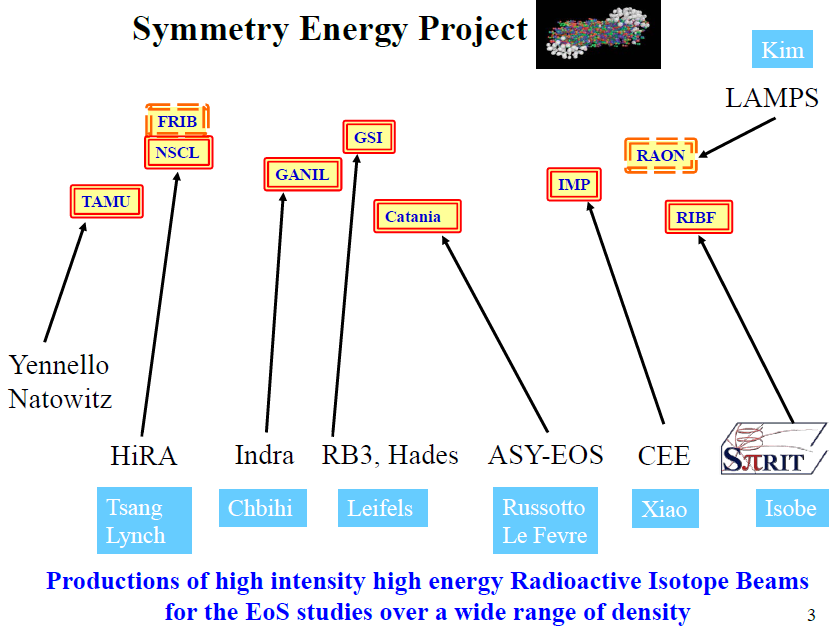 Symmetry Energy Project
Kim
LAMPS
FRIB
NSCL
GSI
RAON
GANIL
IMP
TAMU
Catania
RIBF
Yennello
Natowitz
HiRA
Indra
RB3, Hades
ASY-EOS
CEE
SπRIT
Tsang
Lynch
Chbihi
Leifels
Russotto
Le Fevre
Xiao
Isobe
Productions of high intensity high energy Radioactive Isotope Beams
for the EoS studies over a wide range of density
3